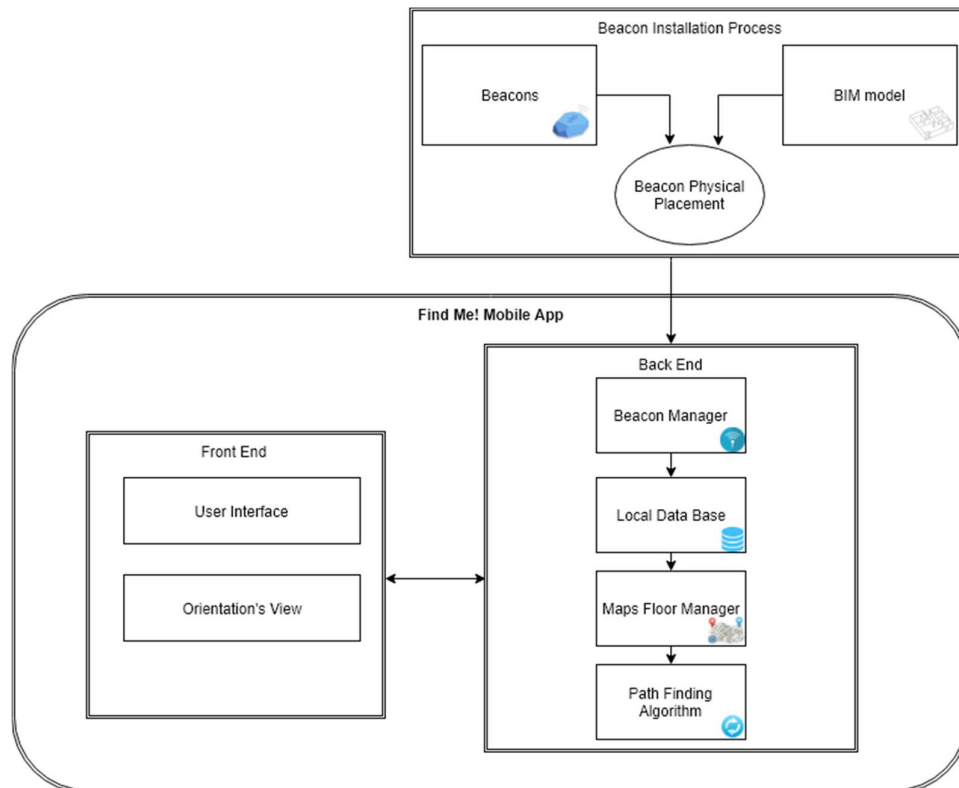 Beacon Installation Process
Beacons
BIM model
Beacon Physical
Placement
Find Me! Mobile App
Back End
Beacon Manager
Front End
User Interface
Local Data Base
Orientation's View
Maps Floor Manager
Path Finding
Algorithm